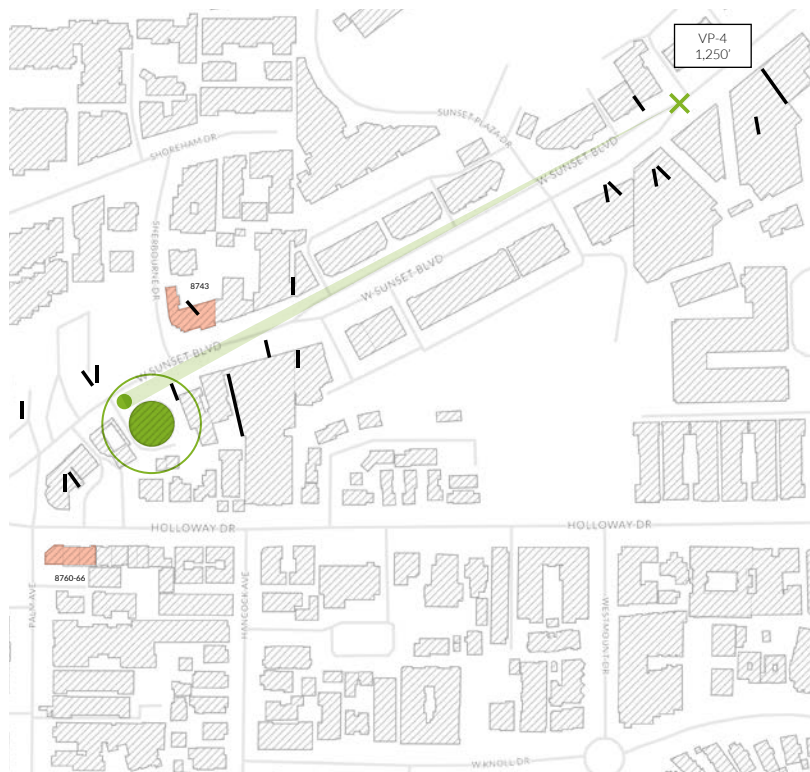 VP-4
1,250'
SUNSET PLAZA DR
SHOREHAM DR
W SUNSET BLVD
SHERBOURNE DR
W SUNSET BLVD
8743
W SUNSET BLVD
HOLLOWAY DR
HOLLOWAY DR
8760-66
PALM AVE
HANCOCK AVE
WESTMOUNT DR
W KNOLL DR